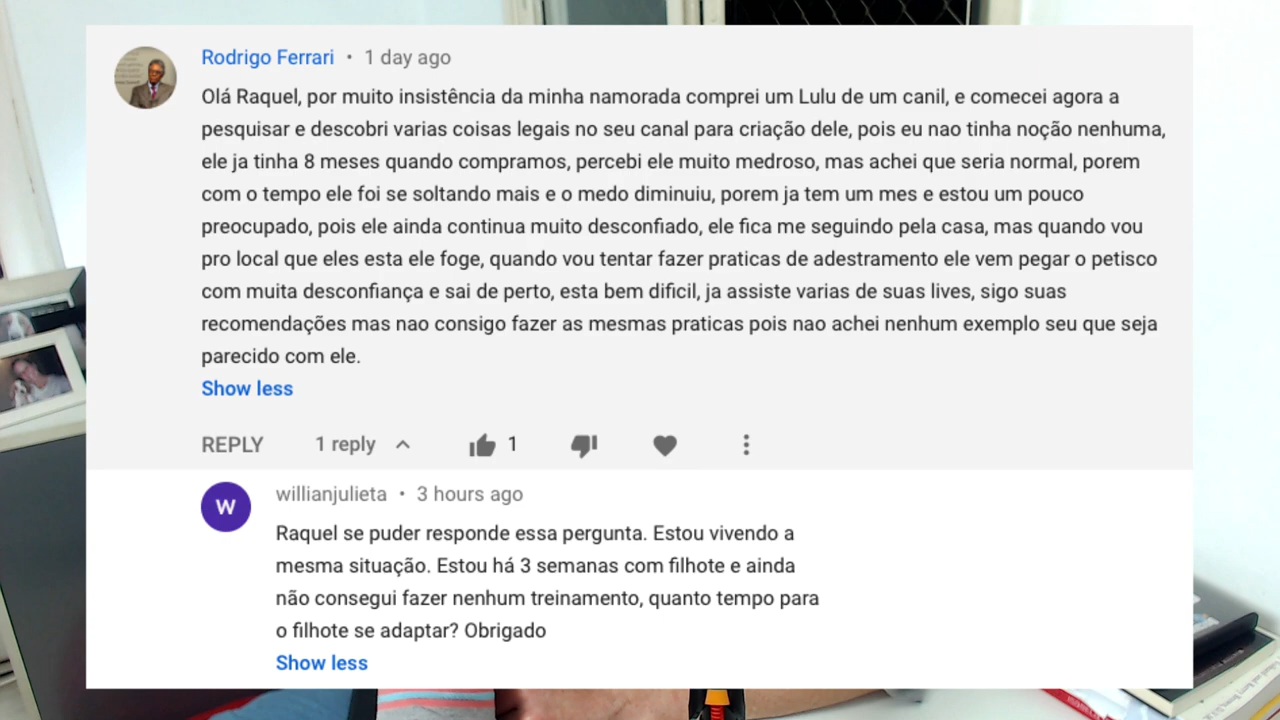 Rodrigo Ferrari • 1 day ago
Olá Raquel, por muito insistência da minha namorada comprei um Lulu de um canil, e comecei agora a
pesquisar e descobri varias coisas legais no seu canal para criação dele, pois eu nao tinha noção nenhuma,
ele ja tinha 8 meses quando compramos, percebi ele muito medroso, mas achei que seria normal, porem
com o tempo ele foi se soltando mais e o medo diminuiu, porem ja tem um mes e estou um pouco
preocupado, pois ele ainda continua muito desconfiado, ele fica me seguindo pela casa, mas quando vou
pro local que eles esta ele foge, quando vou tentar fazer praticas de adestramento ele vem pegar o petisco
com muita desconfiança e sai de perto, esta bem dificil, ja assiste varias de suas lives, sigo suas
recomendações mas nao consigo fazer as mesmas praticas pois nao achei nenhum exemplo seu que seja
parecido com ele.
Show less
REPLY 1 reply 1
W
willianjulieta • 3 hours ago
Raquel se puder responde essa pergunta. Estou vivendo a
mesma situação. Estou há 3 semanas com filhote e ainda
não consegui fazer nenhum treinamento, quanto tempo para
o filhote se adaptar? Obrigado
Show less